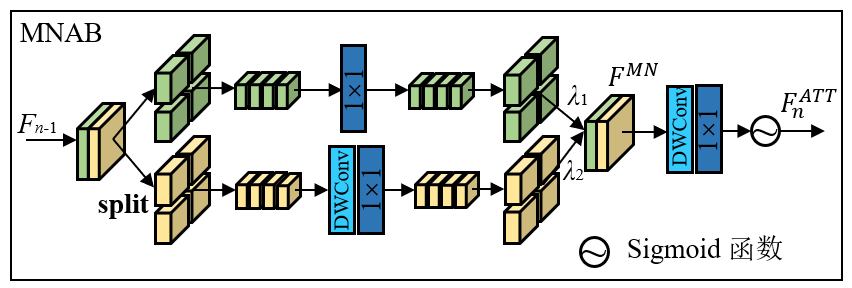 MNAB
1×1
λ1
F^{MN}
F_{n-1}
DWConv
1×1
F_n^{ATT}
split
DWConv
1×1
λ2
Sigmoid 函数